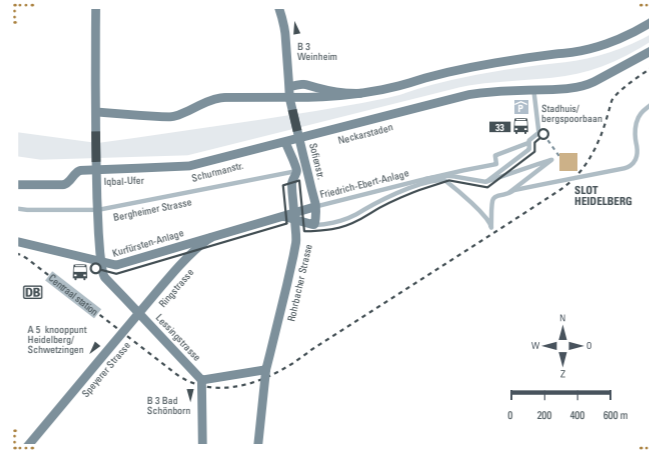 B 3
Weinheim
P
Stadhuis/
bergspoorbaan
33
Neckarstaden
Sofienstr.
Schurmanstr.
Iqbal-Ufer
Friedrich-Ebert-Anlage
SLOT
HEIDELBERG
Bergheimer Strasse
Kurfürsten-Anlage
DB
Centraal station
Ringstrasse
Rohrbacher Strasse
A 5 knooppunt
Heidelberg/
Schwetzingen
Lessingstrasse
Speyerer Strasse
B 3 Bad
Schönborn
N
W O
Z
0 200 400 600 m